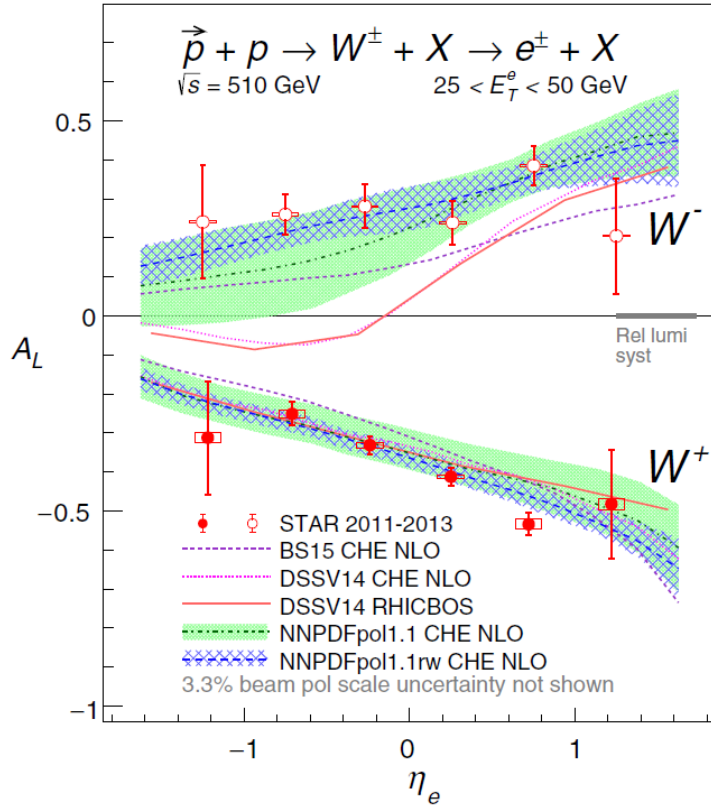 p⃗ + p → W± + X → e± + X
√s = 510 GeV 25 < E_T^e < 50 GeV
0.5
W-
0
A_L
Rel lumi
syst
W+
−0.5
STAR 2011-2013
BS15 CHE NLO
DSSV14 CHE NLO
DSSV14 RHICBOS
NNPDFpol1.1 CHE NLO
NNPDFpol1.1rw CHE NLO
3.3% beam pol scale uncertainty not shown
−1
−1 0 1
η_e